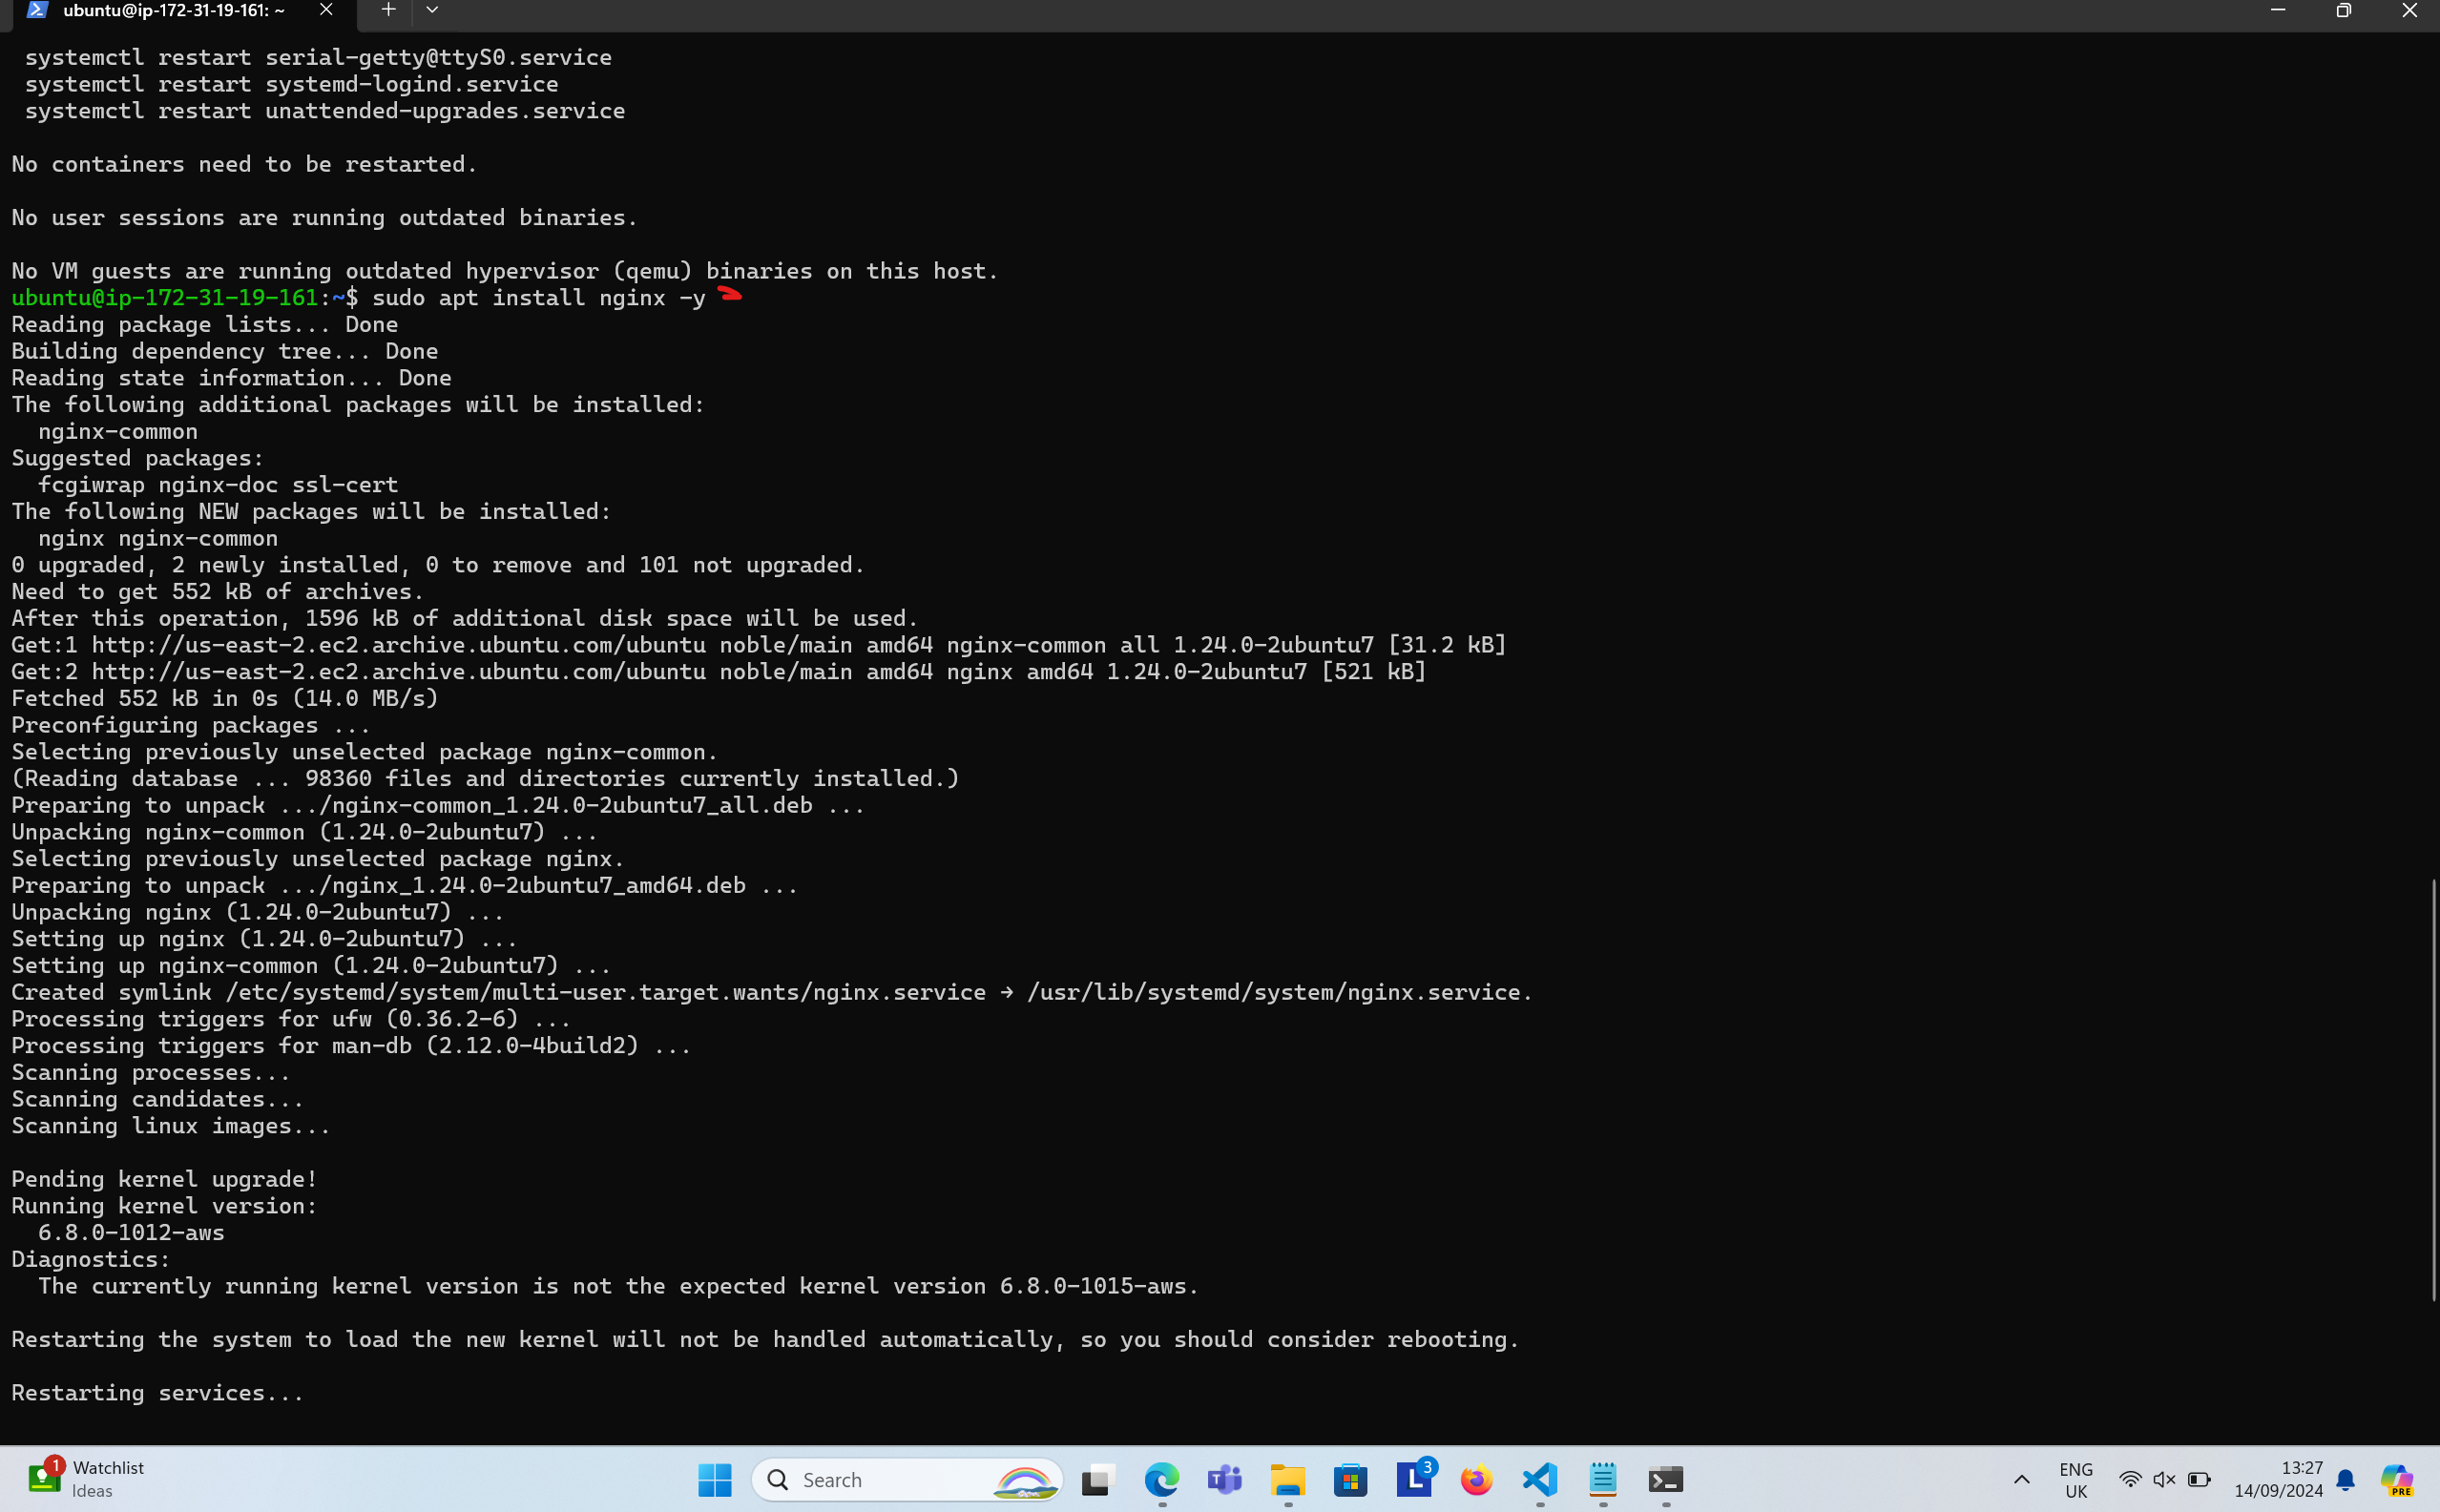 ubuntu@ip-172-31-19-161: ~
systemctl restart serial-getty@ttyS0.service
systemctl restart systemd-logind.service
systemctl restart unattended-upgrades.service
No containers need to be restarted.
No user sessions are running outdated binaries.
No VM guests are running outdated hypervisor (qemu) binaries on this host.
ubuntu@ip-172-31-19-161:~$ sudo apt install nginx -y
Reading package lists... Done
Building dependency tree... Done
Reading state information... Done
The following additional packages will be installed:
nginx-common
Suggested packages:
fcgiwrap nginx-doc ssl-cert
The following NEW packages will be installed:
nginx nginx-common
0 upgraded, 2 newly installed, 0 to remove and 101 not upgraded.
Need to get 552 kB of archives.
After this operation, 1596 kB of additional disk space will be used.
Get:1 http://us-east-2.ec2.archive.ubuntu.com/ubuntu noble/main amd64 nginx-common all 1.24.0-2ubuntu7 [31.2 kB]
Get:2 http://us-east-2.ec2.archive.ubuntu.com/ubuntu noble/main amd64 nginx amd64 1.24.0-2ubuntu7 [521 kB]
Fetched 552 kB in 0s (14.0 MB/s)
Preconfiguring packages ...
Selecting previously unselected package nginx-common.
(Reading database ... 98360 files and directories currently installed.)
Preparing to unpack .../nginx-common_1.24.0-2ubuntu7_all.deb ...
Unpacking nginx-common (1.24.0-2ubuntu7) ...
Selecting previously unselected package nginx.
Preparing to unpack .../nginx_1.24.0-2ubuntu7_amd64.deb ...
Unpacking nginx (1.24.0-2ubuntu7) ...
Setting up nginx (1.24.0-2ubuntu7) ...
Setting up nginx-common (1.24.0-2ubuntu7) ...
Created symlink /etc/systemd/system/multi-user.target.wants/nginx.service → /usr/lib/systemd/system/nginx.service.
Processing triggers for ufw (0.36.2-6) ...
Processing triggers for man-db (2.12.0-4build2) ...
Scanning processes...
Scanning candidates...
Scanning linux images...
Pending kernel upgrade!
Running kernel version:
6.8.0-1012-aws
Diagnostics:
The currently running kernel version is not the expected kernel version 6.8.0-1015-aws.
Restarting the system to load the new kernel will not be handled automatically, so you should consider rebooting.
Restarting services...
1 Watchlist
Ideas
Search
T
L 3
ENG
UK
13:27
14/09/2024
PRE